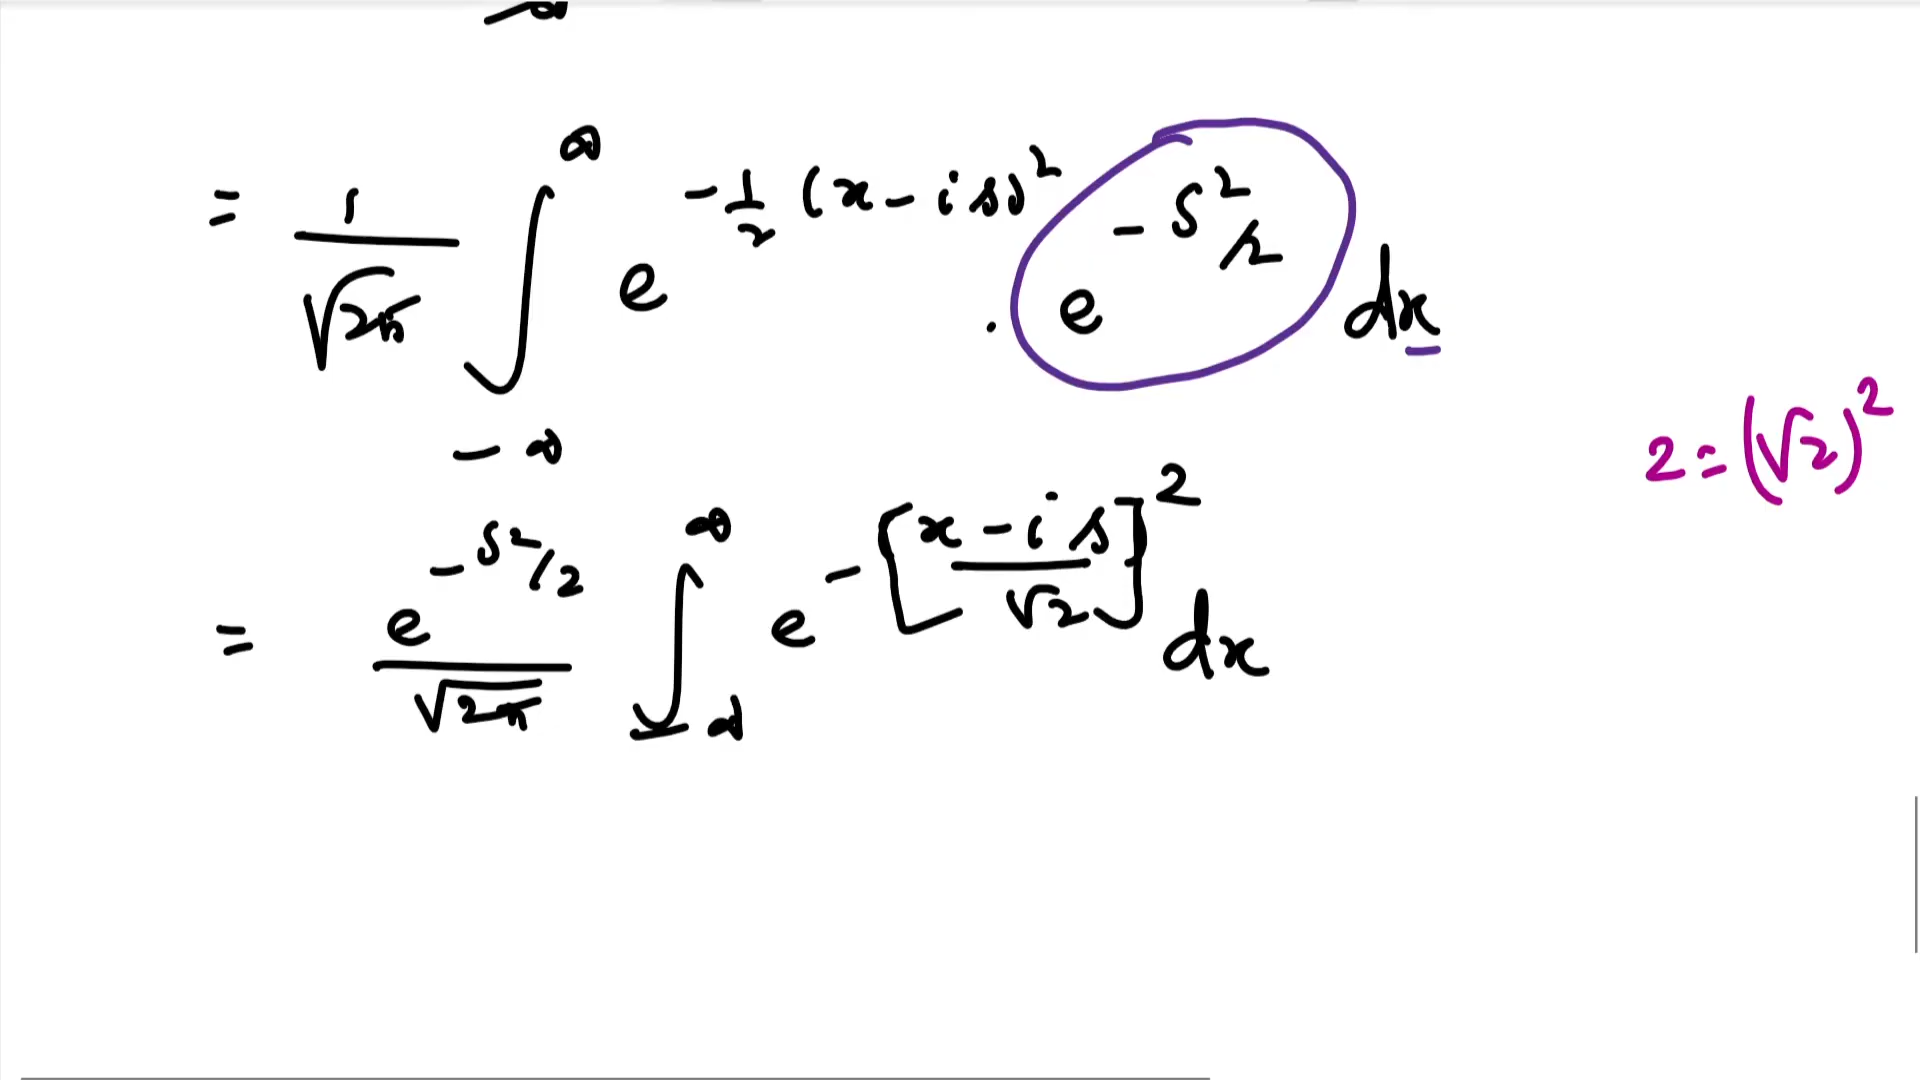 = 1/√2π ∫_{-∞}^{∞} e^{-1/2 (x - is)^2} . e^{-s^2/2} dx
2 = (√2)^2
= e^{-s^2/2}/√2π ∫_{-∞}^{∞} e^{-[x - is/√2]^2} dx